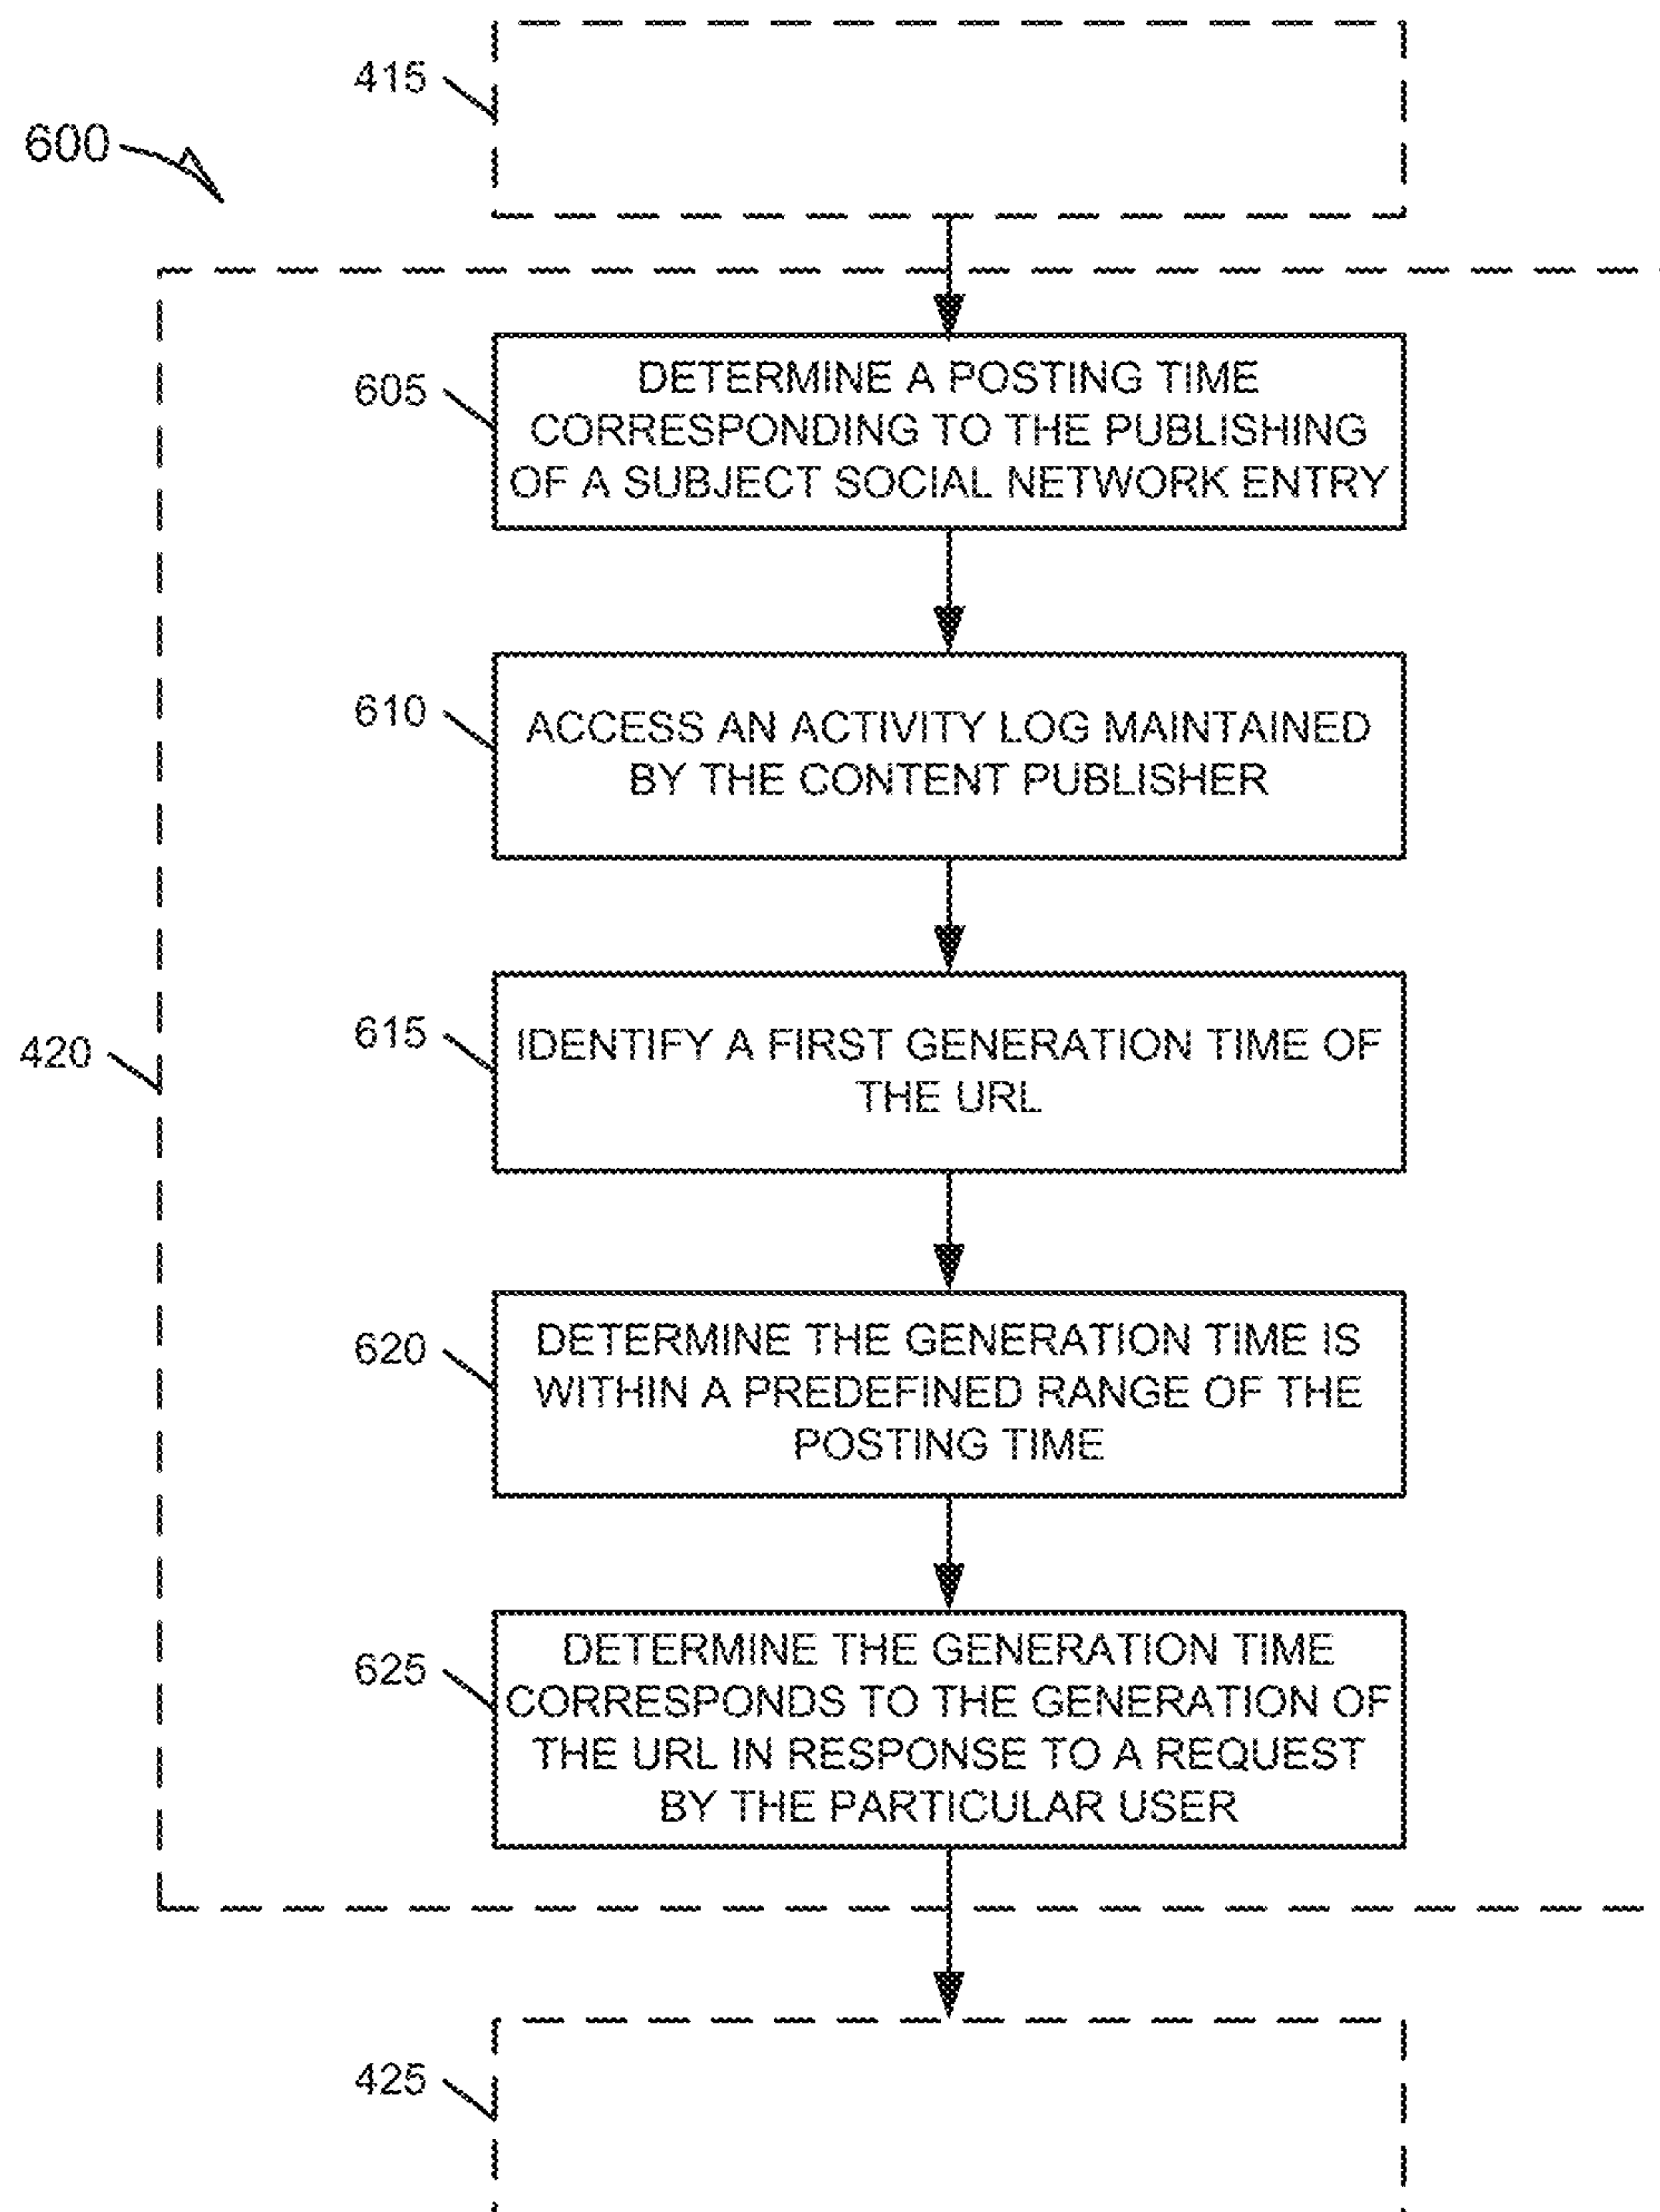 415
600
605
DETERMINE A POSTING TIME
CORRESPONDING TO THE PUBLISHING
OF A SUBJECT SOCIAL NETWORK ENTRY
610
ACCESS AN ACTIVITY LOG MAINTAINED
BY THE CONTENT PUBLISHER
420
615
IDENTIFY A FIRST GENERATION TIME OF
THE URL
620
DETERMINE THE GENERATION TIME IS
WITHIN A PREDEFINED RANGE OF THE
POSTING TIME
625
DETERMINE THE GENERATION TIME
CORRESPONDS TO THE GENERATION OF
THE URL IN RESPONSE TO A REQUEST
BY THE PARTICULAR USER
425